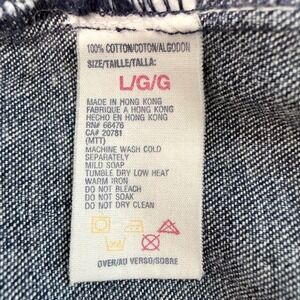 100% COTTON/COTON/ALGODON
SIZE/TAILLE/TALLA:
L/G/G
MADE IN HONG KONG
FABRIQUE A HONG KONG
HECHO EN HONG KONG
RN# 66476
CA# 20781
(MTT)
MACHINE WASH COLD
SEPARATELY
MILD SOAP
TUMBLE DRY LOW HEAT
WARM IRON
DO NOT BLEACH
DO NOT SOAK
DO NOT DRY CLEAN
OVER/AU VERSO/SOBRE